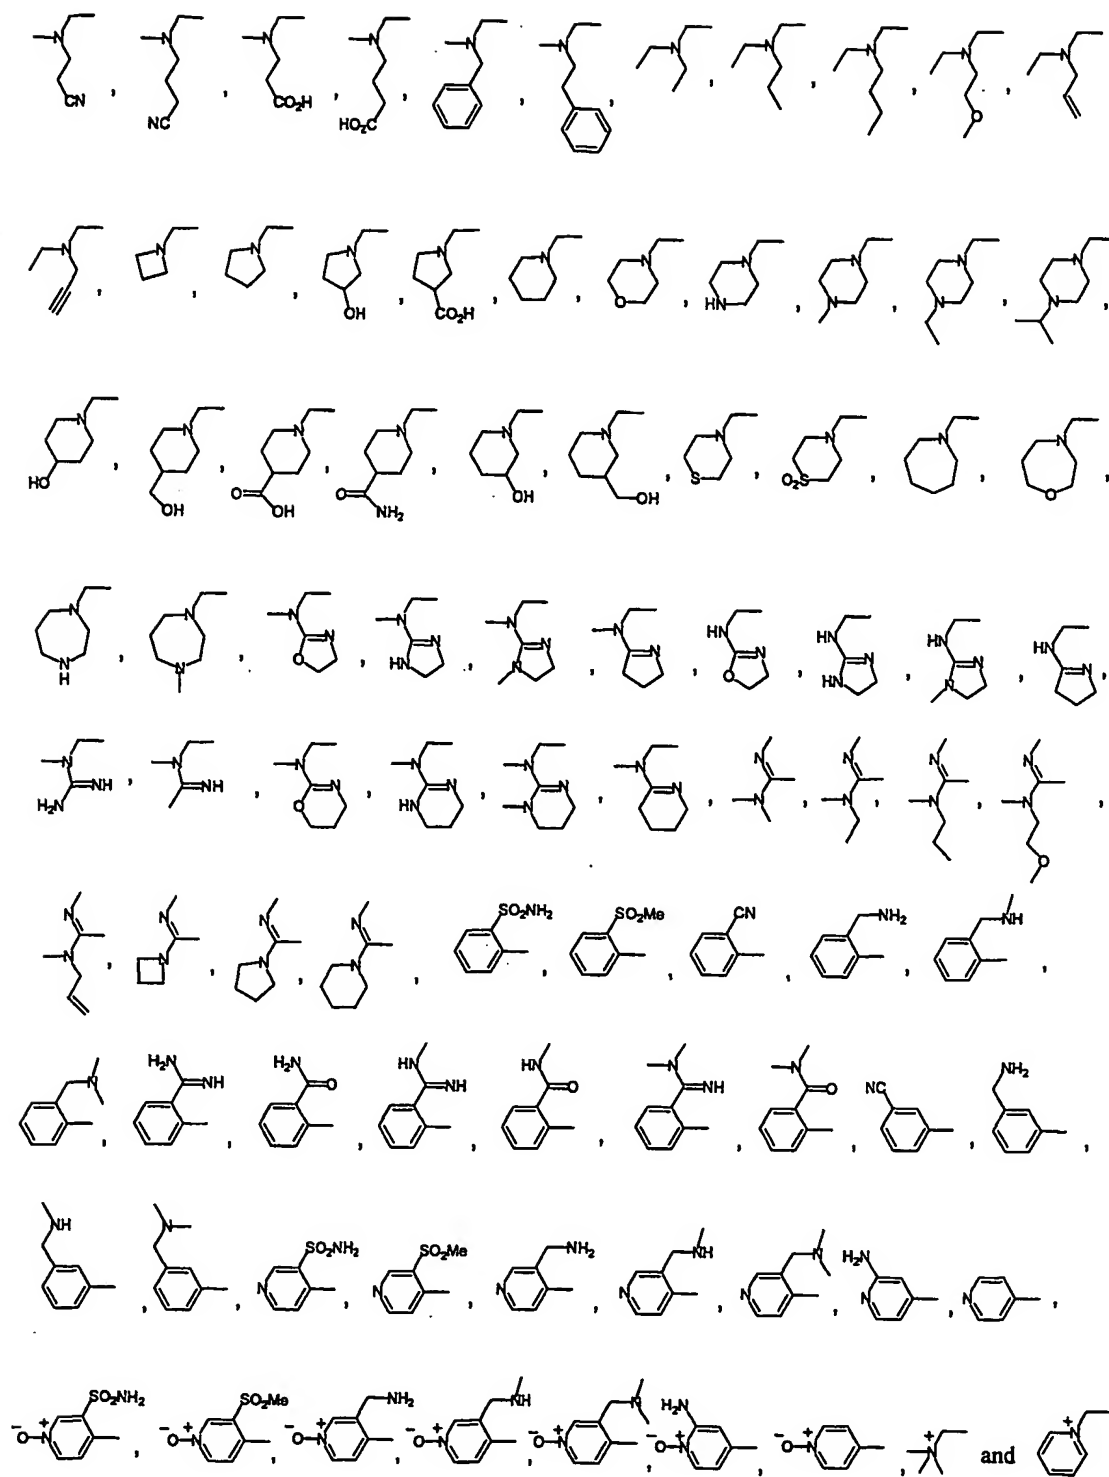 N N N N N N N N N N N
CN , NC , CO₂H , HO₂C , , , , , , O
N N N N N N N N N N N
, , , OH , CO₂H , , O , HN , N , N , N ,
N N N N N N N N N N
HO , OH , O OH , O NH₂ , OH , OH , S , O₂S , , O ,
N N N N N N HN HN HN HN
N H , N , O N , HN N , N N , N , O N , HN N , N N , N ,
N N N N N N N N N N
H₂N NH , NH , O N , HN N , N N , N , N , N , N , N O ,
N N N N SO₂NH₂ SO₂Me CN NH₂ NH
N , N , N , N , , , , , ,
N H₂N H₂N HN HN N N NC NH₂
, NH , O , NH , O , NH , O , , ,
NH N SO₂NH₂ SO₂Me NH₂ NH N H₂N
, , N , N , N , N , N , N , N ,
SO₂NH₂ SO₂Me NH₂ NH N H₂N
⁻O–N⁺ , ⁻O–N⁺ , ⁻O–N⁺ , ⁻O–N⁺ , ⁻O–N⁺ , ⁻O–N⁺ , ⁻O–N⁺ , N⁺ and N⁺